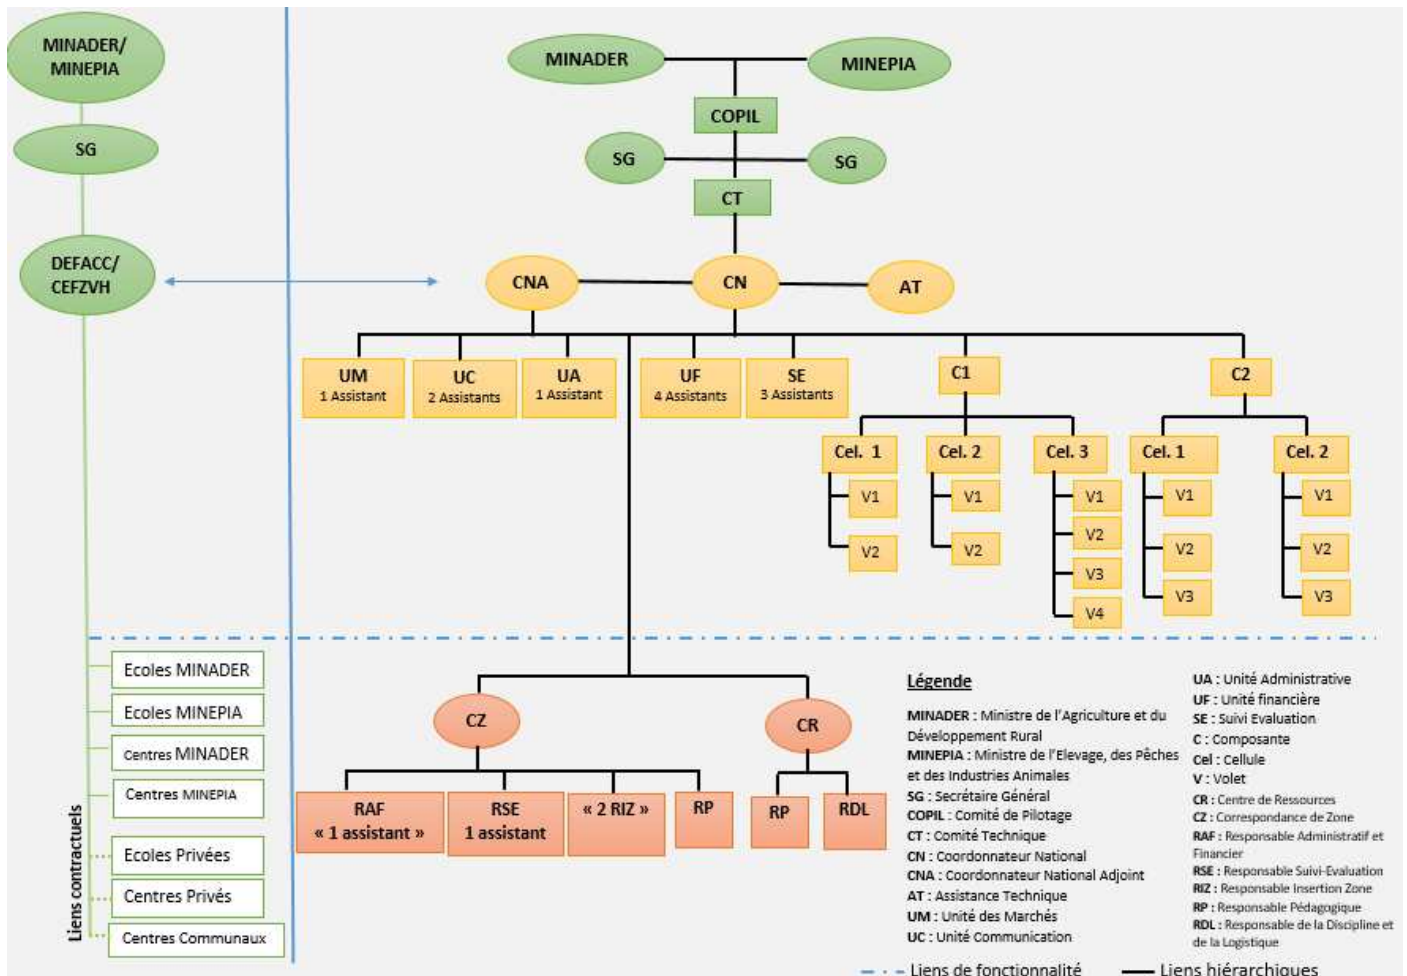 MINADER/
MINEPIA
SG
DEFACC/
CEFZVH
MINADER
MINEPIA
COPIL
SG
SG
CT
CNA
CN
AT
UM
1 Assistant
UC
2 Assistants
UA
1 Assistant
UF
4 Assistants
SE
3 Assistants
C1
C2
Cel. 1
Cel. 2
Cel. 3
Cel. 1
Cel. 2
V1
V2
V1
V2
V1
V2
V3
V4
V1
V2
V3
V1
V2
V3
Liens contractuels
Ecoles MINADER
Ecoles MINEPIA
Centres MINADER
Centres MINEPIA
Ecoles Privées
Centres Privés
Centres Communaux
CZ
CR
RAF
« 1 assistant »
RSE
1 assistant
« 2 RIZ »
RP
RP
RDL
Légende
MINADER : Ministre de l'Agriculture et du
Développement Rural
MINEPIA : Ministre de l'Elevage, des Pêches
et des Industries Animales
SG : Secrétaire Général
COPIL : Comité de Pilotage
CT : Comité Technique
CN : Coordonnateur National
CNA : Coordonnateur National Adjoint
AT : Assistance Technique
UM : Unité des Marchés
UC : Unité Communication
UA : Unité Administrative
UF : Unité financière
SE : Suivi Evaluation
C : Composante
Cel : Cellule
V : Volet
CR : Centre de Ressources
CZ : Correspondance de Zone
RAF : Responsable Administratif et
Financier
RSE : Responsable Suivi-Evaluation
RIZ : Responsable Insertion Zone
RP : Responsable Pédagogique
RDL : Responsable de la Discipline et
de la Logistique
Liens de fonctionnalité
Liens hiérarchiques